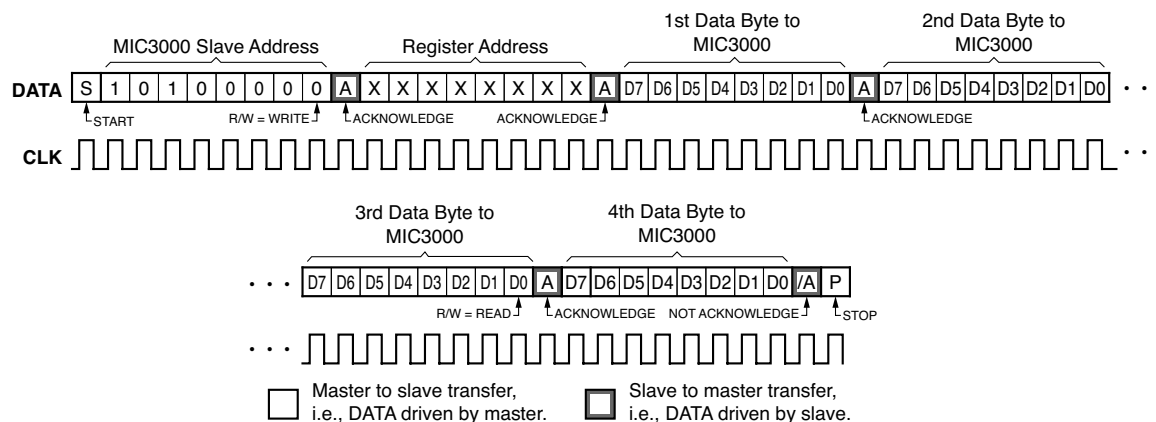 MIC3000 Slave Address Register Address 1st Data Byte to MIC3000 2nd Data Byte to MIC3000
DATA S 1 0 1 0 0 0 0 0 A X X X X X X X X A D7 D6 D5 D4 D3 D2 D1 D0 A D7 D6 D5 D4 D3 D2 D1 D0 · ·
START R/W = WRITE ACKNOWLEDGE ACKNOWLEDGE ACKNOWLEDGE
CLK · ·
3rd Data Byte to MIC3000 4th Data Byte to MIC3000
· · · D7 D6 D5 D4 D3 D2 D1 D0 A D7 D6 D5 D4 D3 D2 D1 D0 /A P
R/W = READ ACKNOWLEDGE NOT ACKNOWLEDGE STOP
· · ·
Master to slave transfer,
i.e., DATA driven by master.
Slave to master transfer,
i.e., DATA driven by slave.